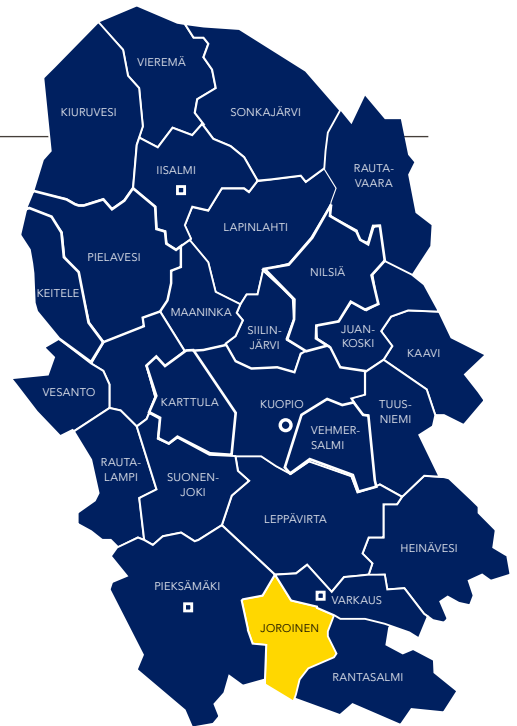 VIEREMÄ
KIURUVESI
SONKAJÄRVI
IISALMI
RAUTA-
VAARA
LAPINLAHTI
PIELAVESI
NILSIÄ
KEITELE
MAANINKA
SIILIN-
JÄRVI
JUAN-
KOSKI
KAAVI
VESANTO
KARTTULA
KUOPIO
TUUS-
NIEMI
VEHMER-
SALMI
RAUTA-
LAMPI
SUONEN-
JOKI
LEPPÄVIRTA
HEINÄVESI
PIEKSÄMÄKI
VARKAUS
JOROINEN
RANTASALMI